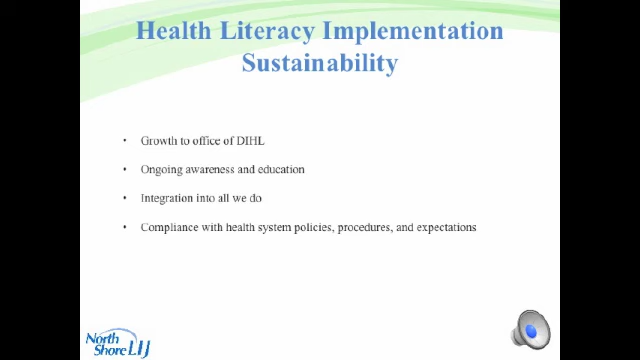 Health Literacy Implementation
Sustainability
• Growth to office of DIHL
• Ongoing awareness and education
• Integration into all we do
• Compliance with health system policies, procedures, and expectations
North
Shore LIJ